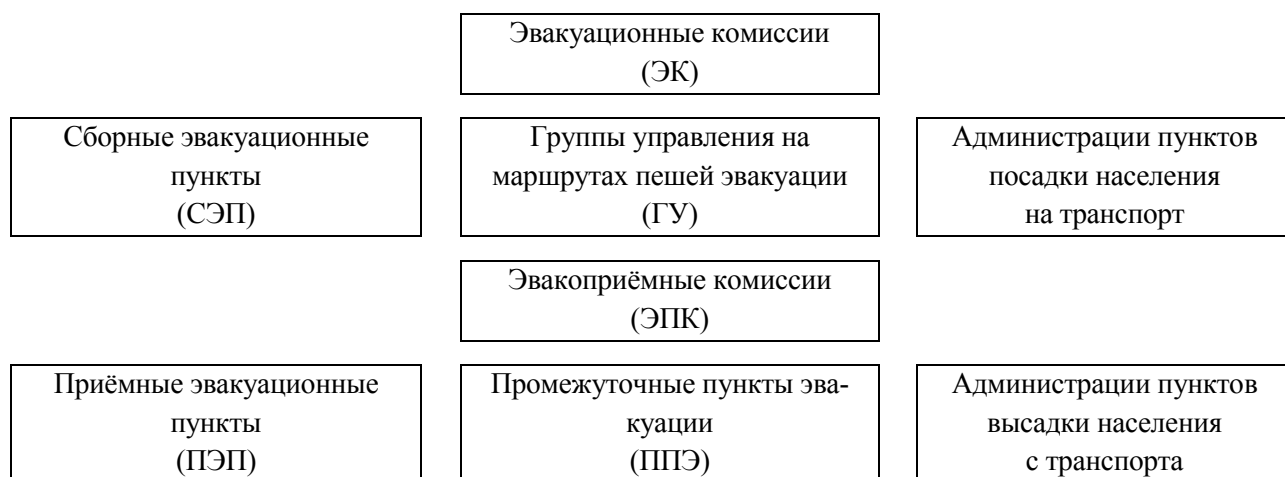 Эвакуационные комиссии
(ЭК)
Сборные эвакуационные
пункты
(СЭП)
Группы управления на
маршрутах пешей эвакуации
(ГУ)
Администрации пунктов
посадки населения
на транспорт
Эвакоприёмные комиссии
(ЭПК)
Приёмные эвакуационные
пункты
(ПЭП)
Промежуточные пункты эва-
куации
(ППЭ)
Администрации пунктов
высадки населения
с транспорта